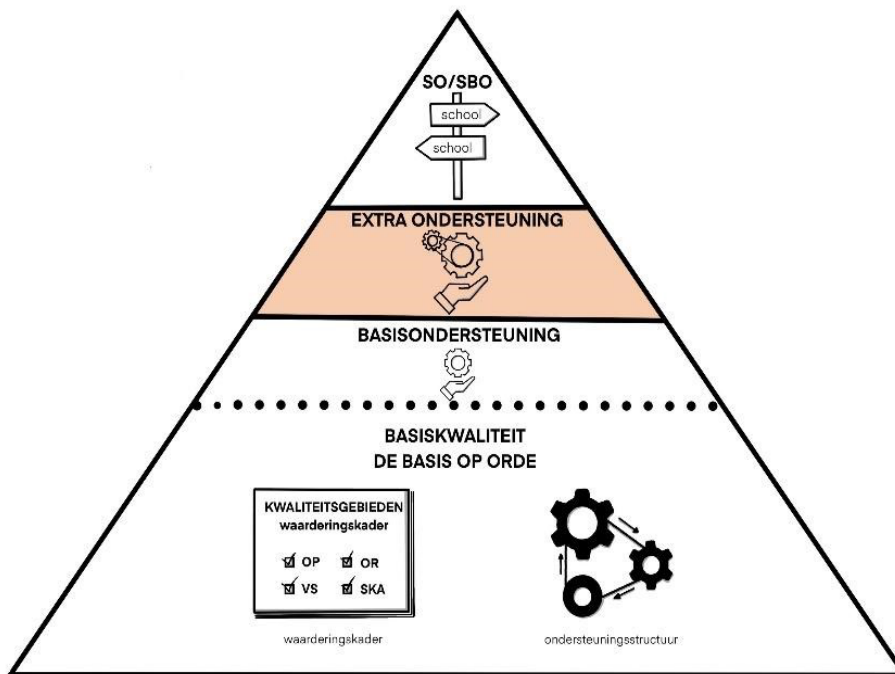 SO/SBO
school
school
EXTRA ONDERSTEUNING
BASISONDERSTEUNING
BASISKWALITEIT
DE BASIS OP ORDE
KWALITEITSGEBIEDEN
waarderingskader
OP OR
VS SKA
waarderingskader
ondersteuningsstructuur